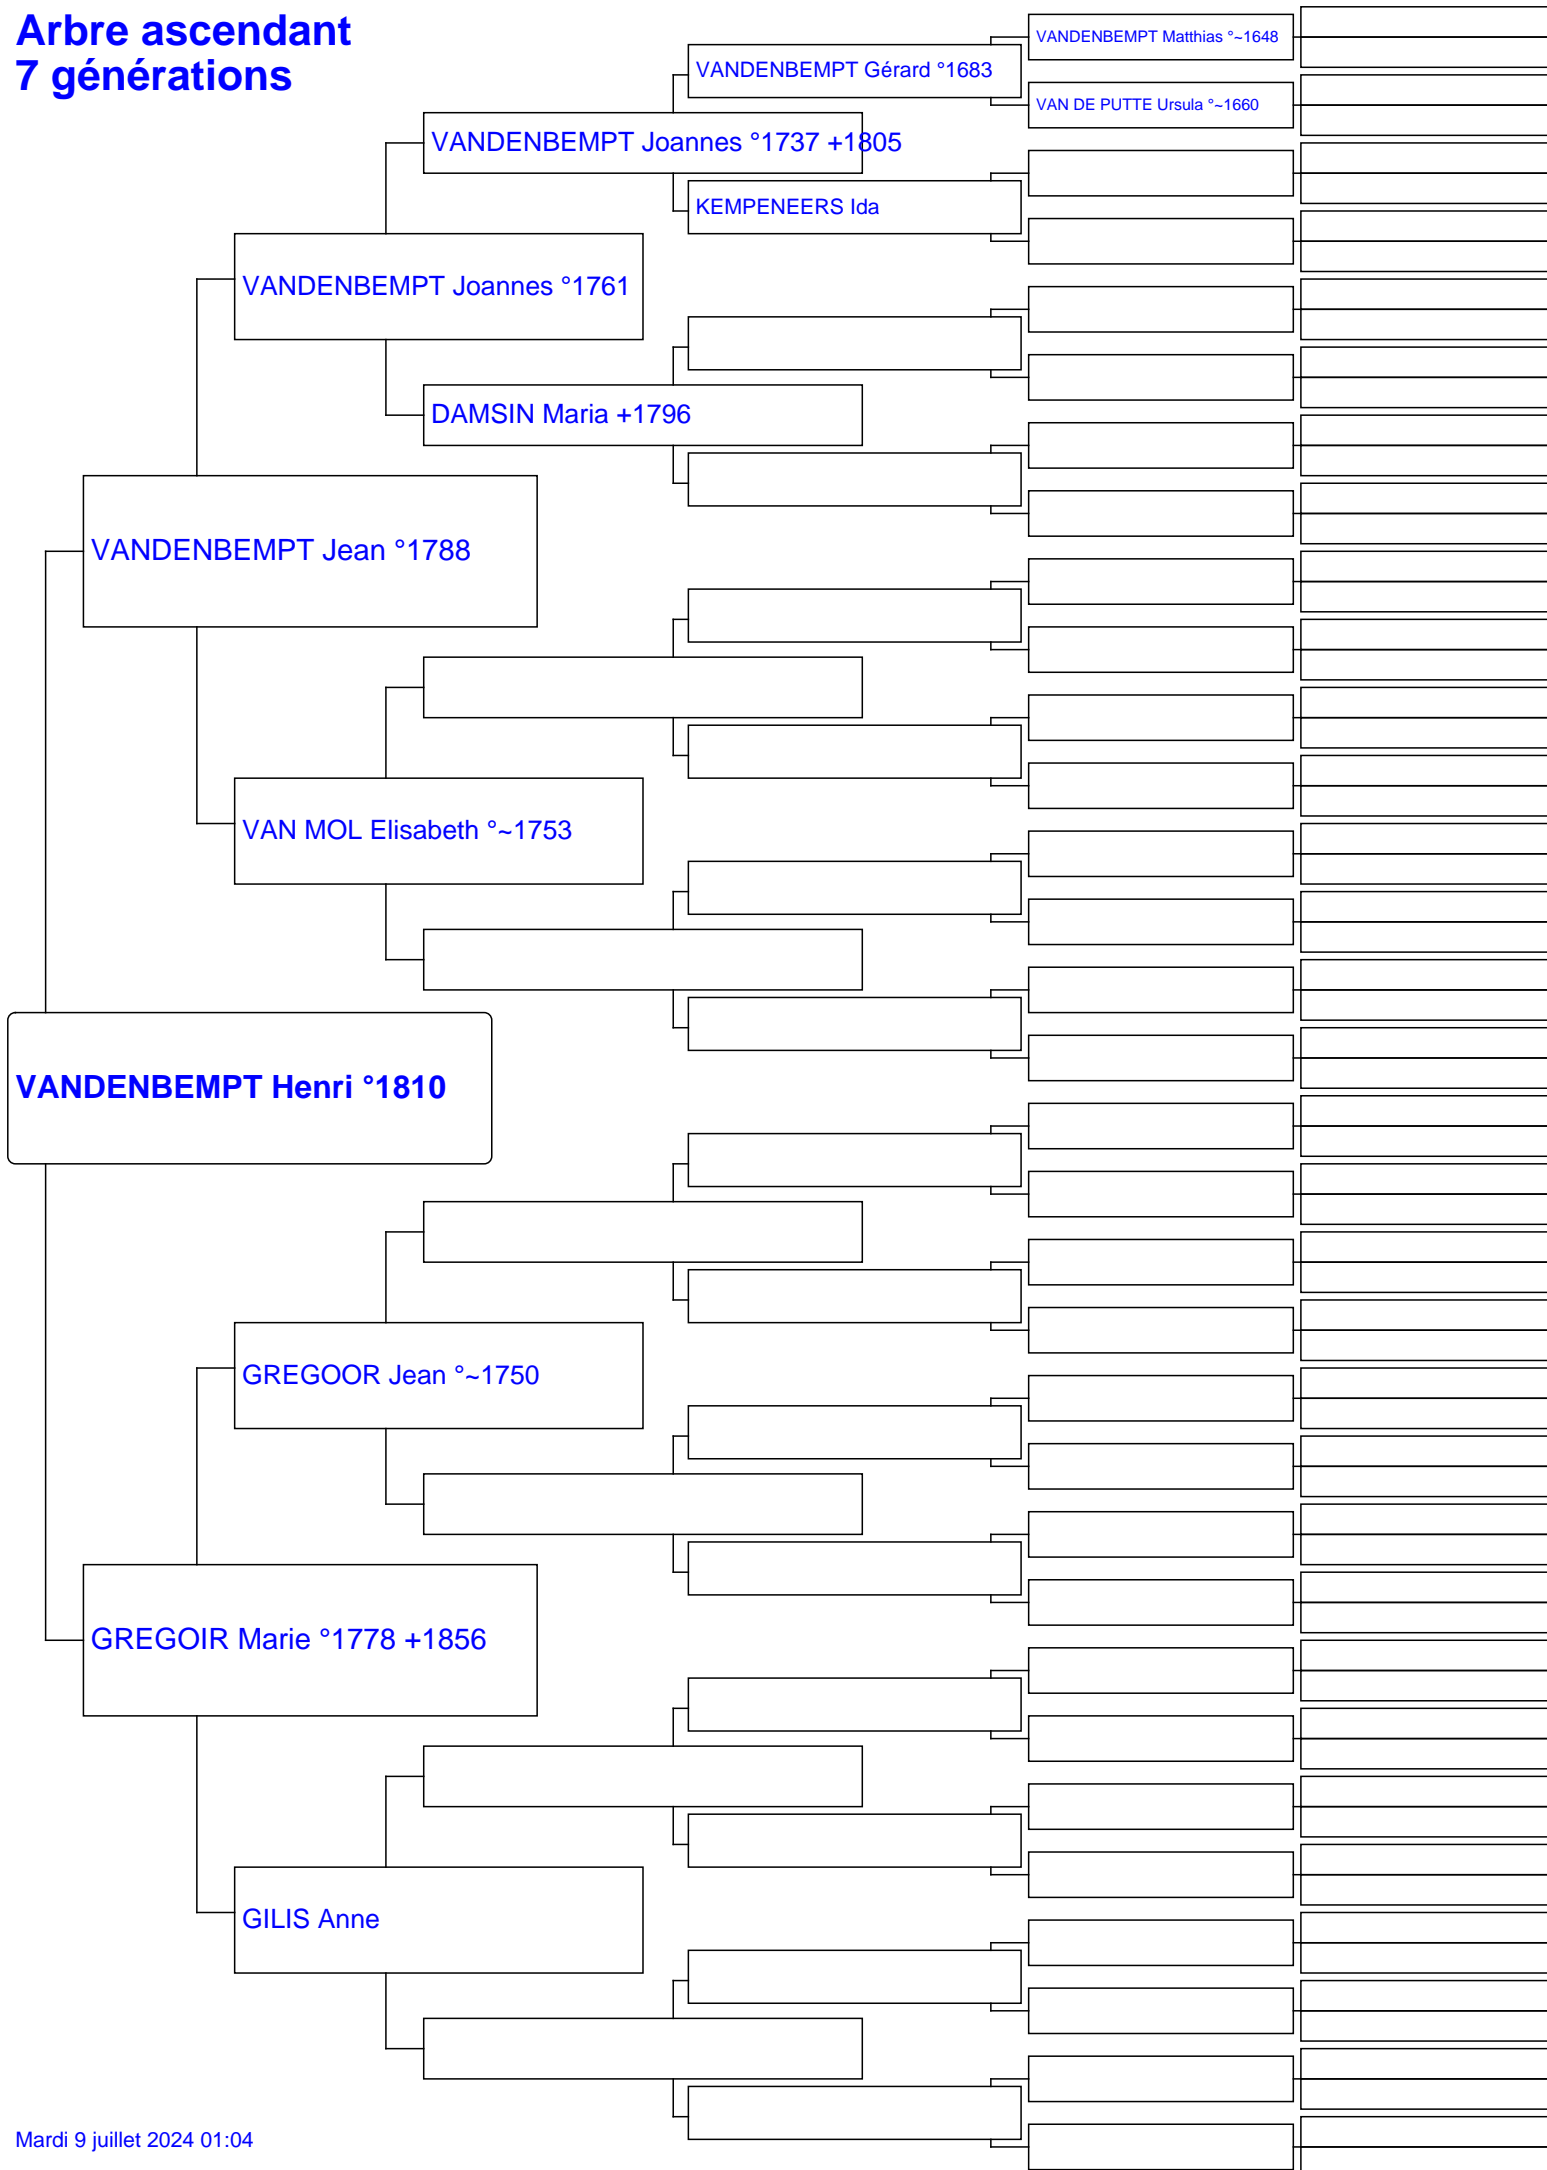 Arbre ascendant
7 générations
VANDENBEMPT Matthias °~1648
VANDENBEMPT Gérard °1683
VAN DE PUTTE Ursula °~1660
VANDENBEMPT Joannes °1737 +1805
KEMPENEERS Ida
VANDENBEMPT Joannes °1761
DAMSIN Maria +1796
VANDENBEMPT Jean °1788
VAN MOL Elisabeth °~1753
VANDENBEMPT Henri °1810
GREGOOR Jean °~1750
GREGOIR Marie °1778 +1856
GILIS Anne
Mardi 9 juillet 2024 01:04